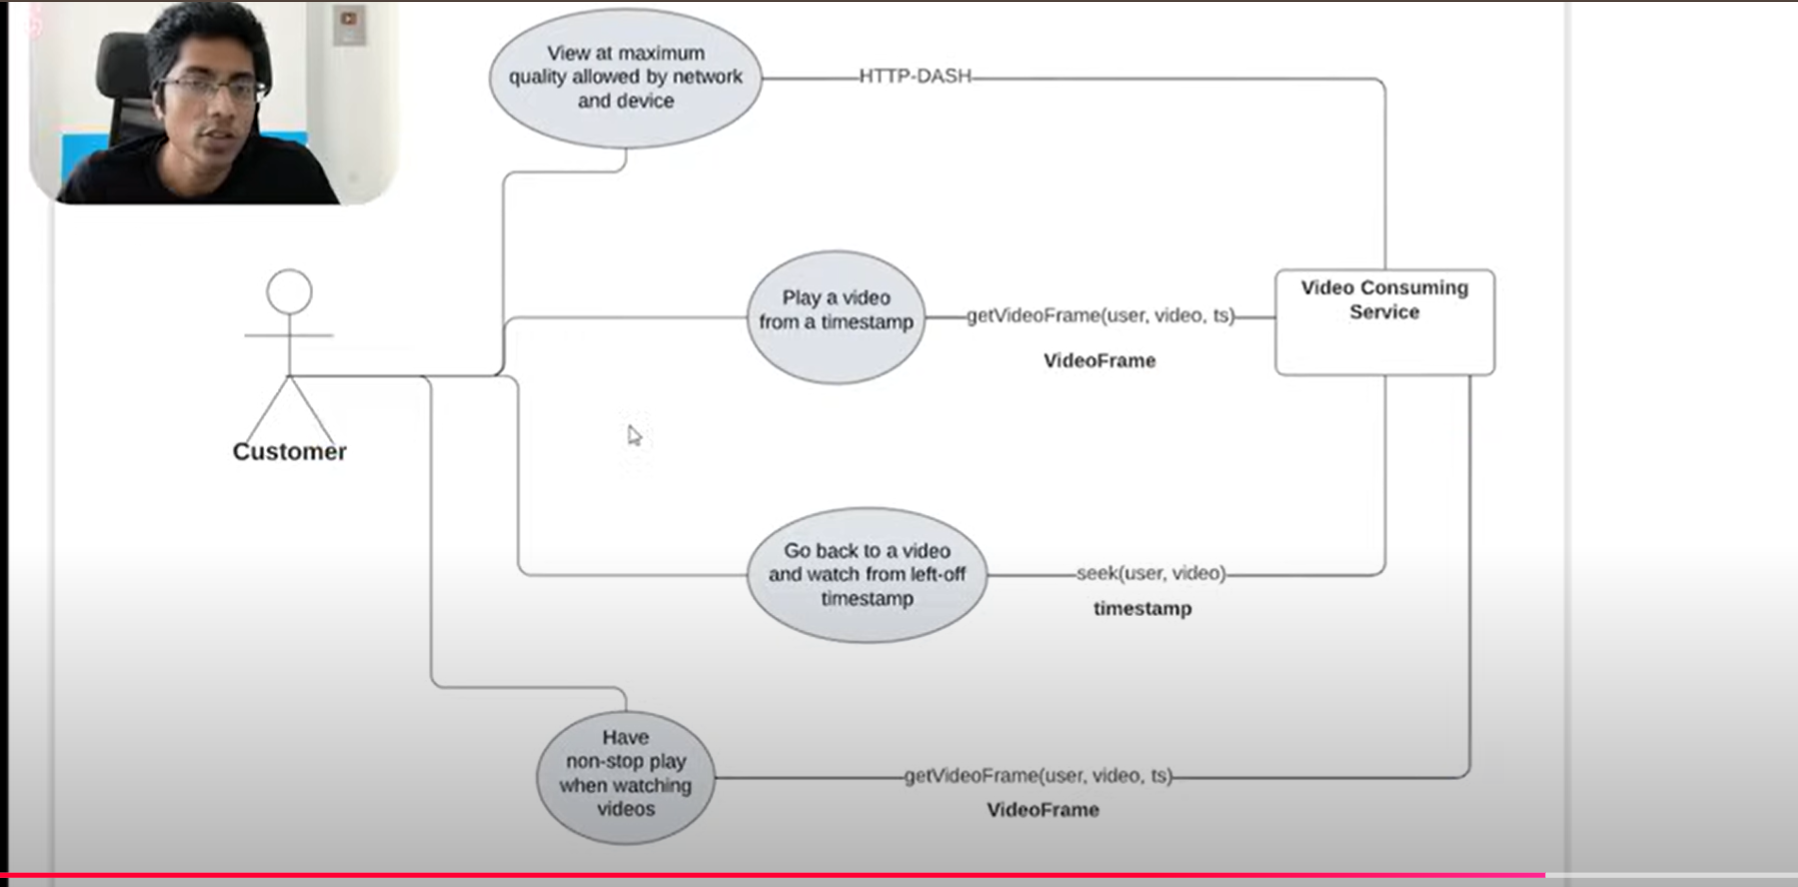 View at maximum
quality allowed by network
and device
HTTP-DASH
Play a video
from a timestamp
getVideoFrame(user, video, ts)
VideoFrame
Video Consuming
Service
Customer
Go back to a video
and watch from left-off
timestamp
seek(user, video)
timestamp
Have
non-stop play
when watching
videos
getVideoFrame(user, video, ts)
VideoFrame